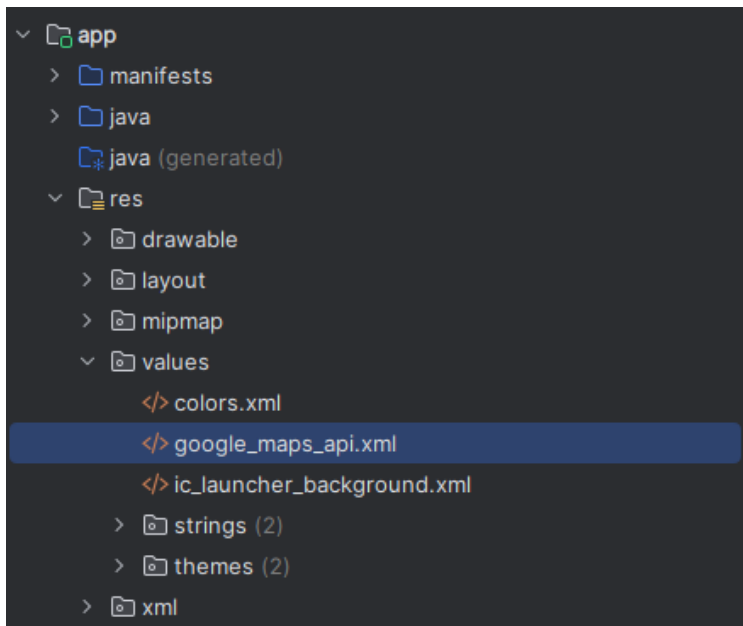 app
manifests
java
java (generated)
res
drawable
layout
mipmap
values
colors.xml
google_maps_api.xml
ic_launcher_background.xml
strings (2)
themes (2)
xml